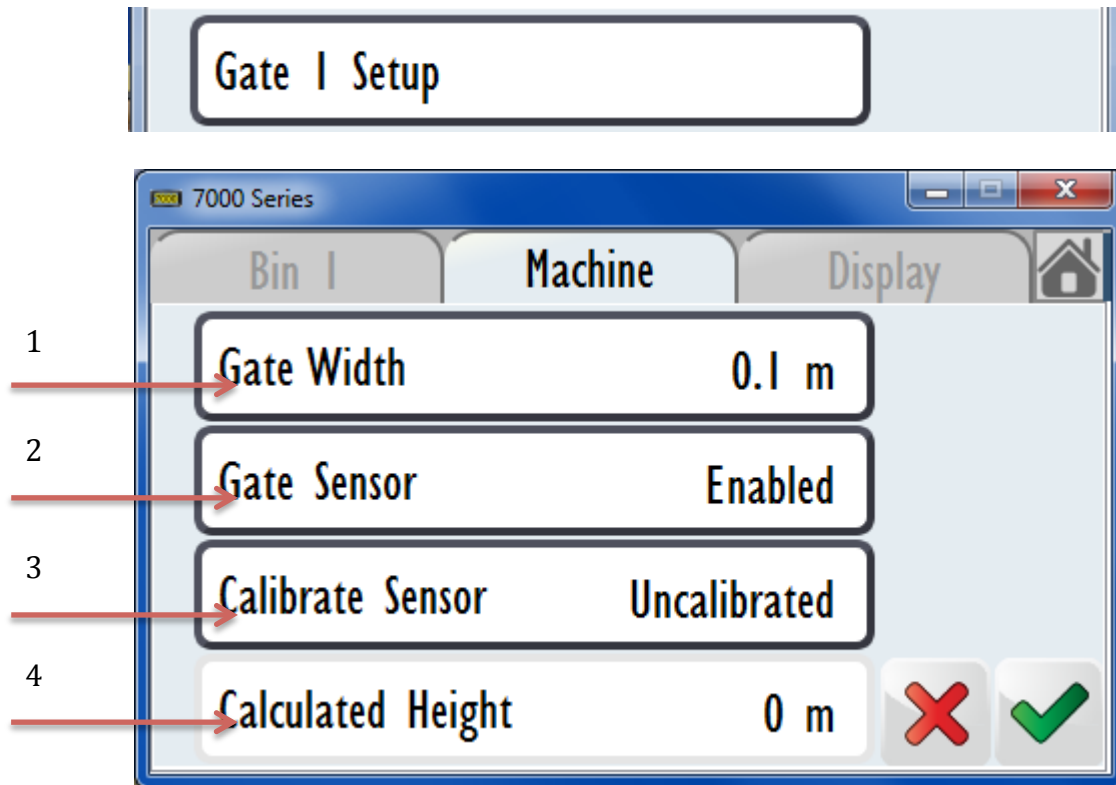 Gate 1 Setup
7000 Series
Bin 1 Machine Display
1 Gate Width 0.1 m
2 Gate Sensor Enabled
3 Calibrate Sensor Uncalibrated
4 Calculated Height 0 m